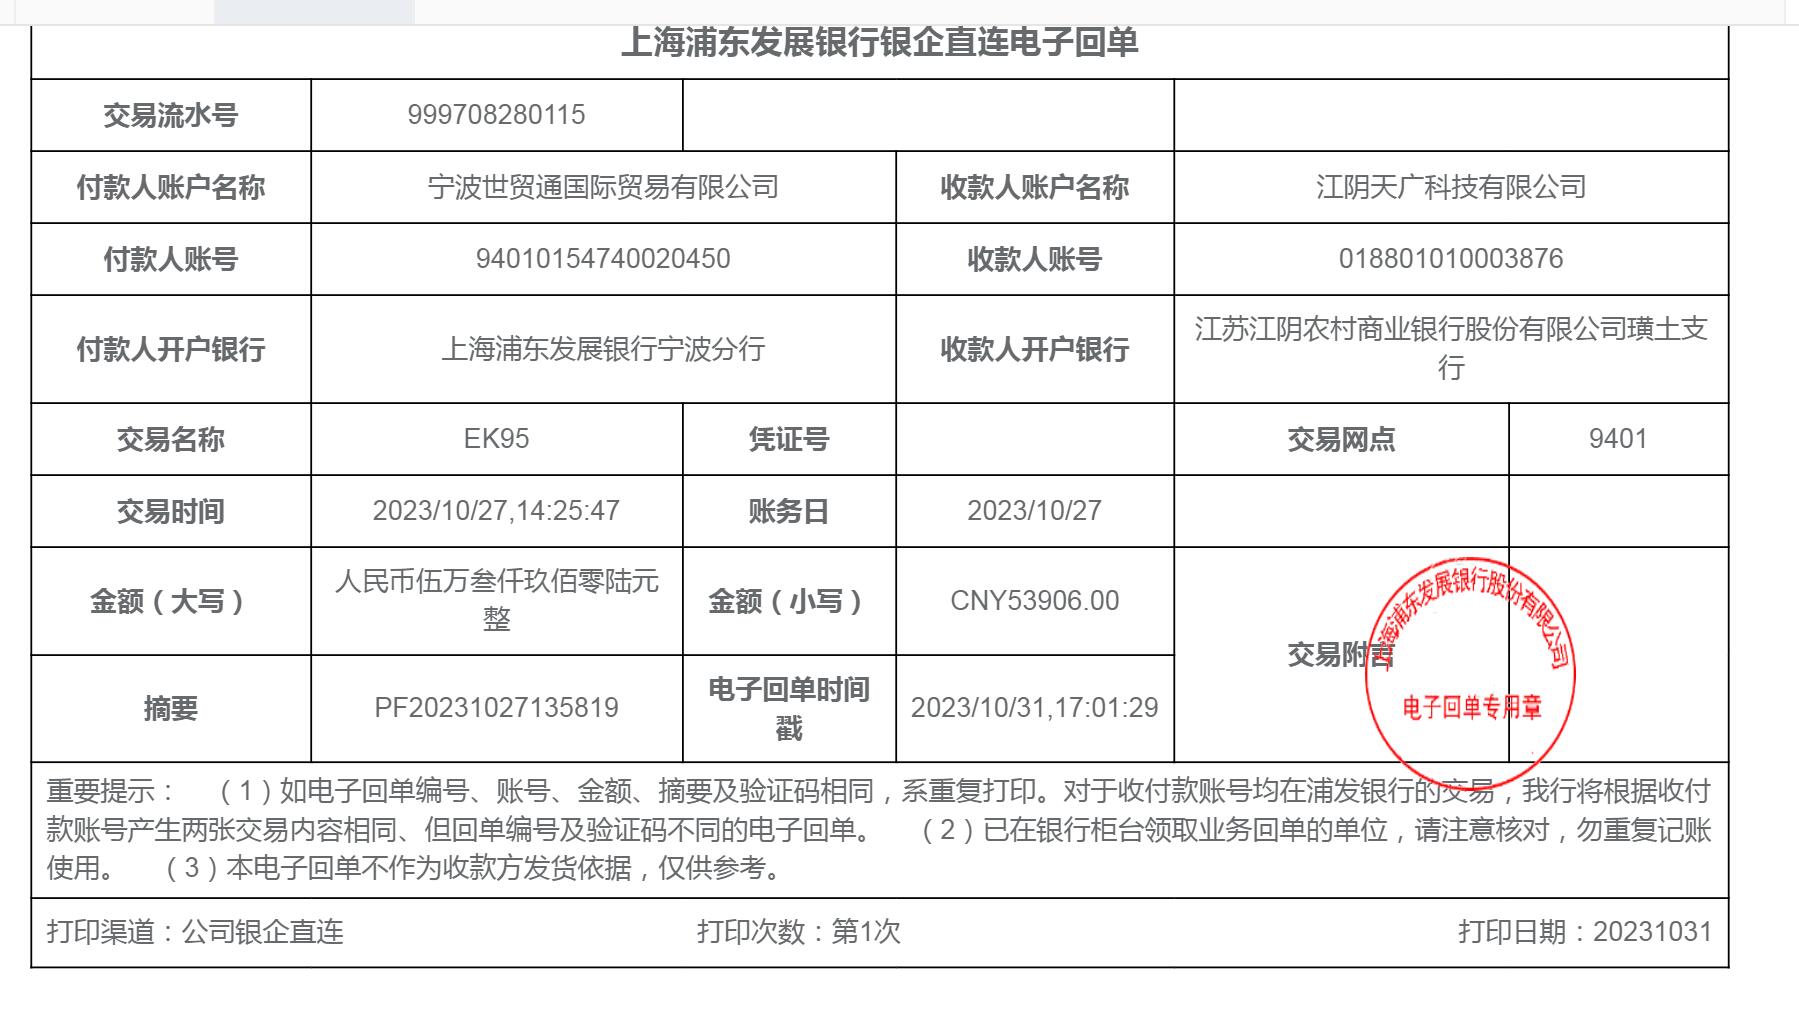 上海浦东发展银行银企直连电子回单
交易流水号 999708280115
付款人账户名称 宁波世贸通国际贸易有限公司 收款人账户名称 江阴天广科技有限公司
付款人账号 94010154740020450 收款人账号 018801010003876
付款人开户银行 上海浦东发展银行宁波分行 收款人开户银行 江苏江阴农村商业银行股份有限公司璜土支
行
交易名称 EK95 凭证号 交易网点 9401
交易时间 2023/10/27,14:25:47 账务日 2023/10/27
金额（大写） 人民币伍万叁仟玖佰零陆元
整 金额（小写） CNY53906.00
交易附言
上海浦东发展银行股份有限公司
电子回单专用章
摘要 PF20231027135819 电子回单时间
戳 2023/10/31,17:01:29
重要提示： （1）如电子回单编号、账号、金额、摘要及验证码相同，系重复打印。对于收付款账号均在浦发银行的交易，我行将根据收付
款账号产生两张交易内容相同、但回单编号及验证码不同的电子回单。 （2）已在银行柜台领取业务回单的单位，请注意核对，勿重复记账
使用。 （3）本电子回单不作为收款方发货依据，仅供参考。
打印渠道：公司银企直连 打印次数：第1次 打印日期：20231031